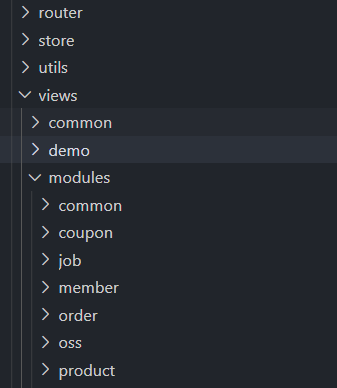 router
store
utils
views
common
demo
modules
common
coupon
job
member
order
oss
product